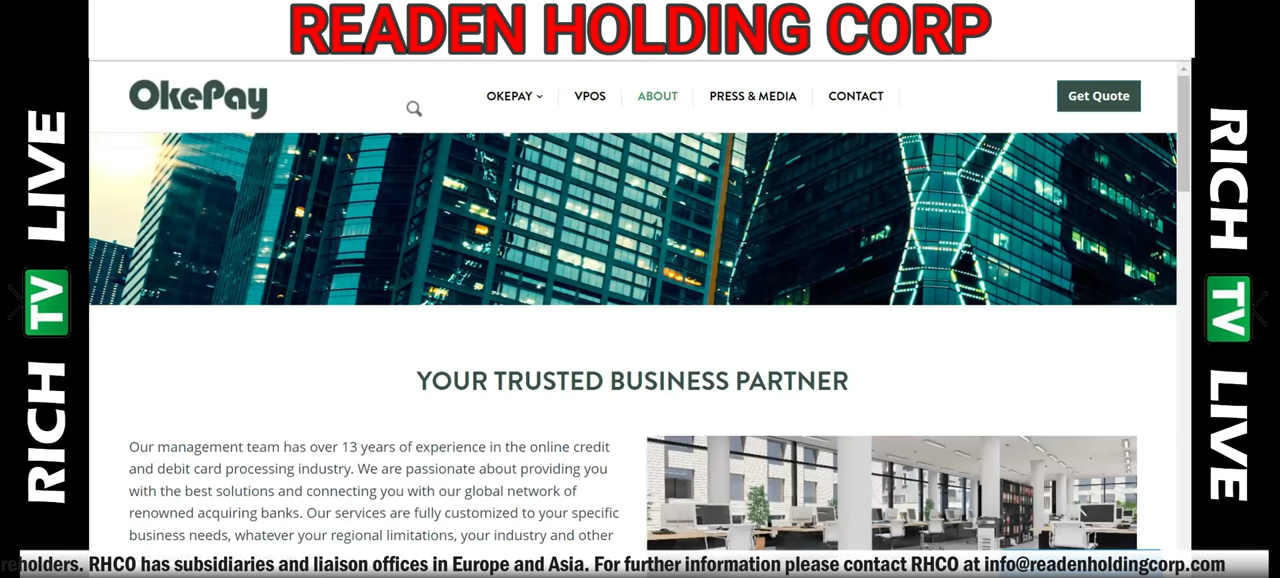 READEN HOLDING CORP
OkePay
OKEPAY
VPOS
ABOUT
PRESS & MEDIA
CONTACT
Get Quote
RICH TV LIVE
RICH TV LIVE
YOUR TRUSTED BUSINESS PARTNER
Our management team has over 13 years of experience in the online credit
and debit card processing industry. We are passionate about providing you
with the best solutions and connecting you with our global network of
renowned acquiring banks. Our services are fully customized to your specific
business needs, whatever your regional limitations, your industry and other
reholders. RHCO has subsidiaries and liaison offices in Europe and Asia. For further information please contact RHCO at info@readenholdingcorp.com